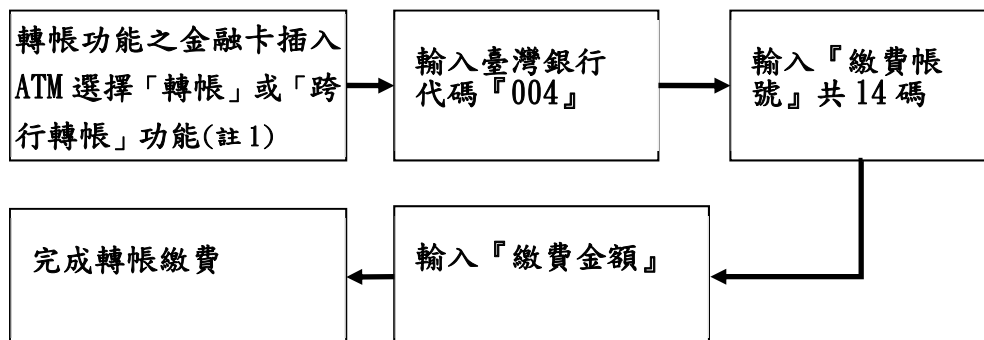 轉帳功能之金融卡插入
ATM 選擇「轉帳」或「跨
行轉帳」功能(註 1)
輸入臺灣銀行
代碼『004』
輸入『繳費帳
號』共 14 碼
輸入『繳費金額』
完成轉帳繳費